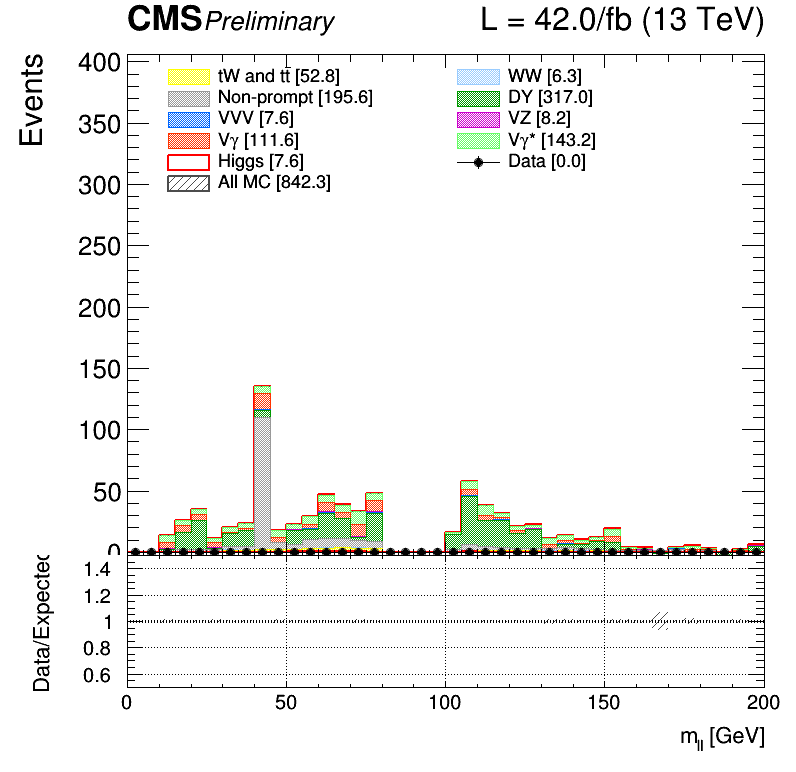 CMS Preliminary L = 42.0/fb (13 TeV)
Events
400
350
300
250
200
150
100
50
0
tW and tt̄ [52.8]
Non-prompt [195.6]
VVV [7.6]
Vγ [111.6]
Higgs [7.6]
All MC [842.3]
WW [6.3]
DY [317.0]
VZ [8.2]
Vγ* [143.2]
Data [0.0]
Data/Expected
1.4
1.2
1
0.8
0.6
0 50 100 150 200
m_ll [GeV]